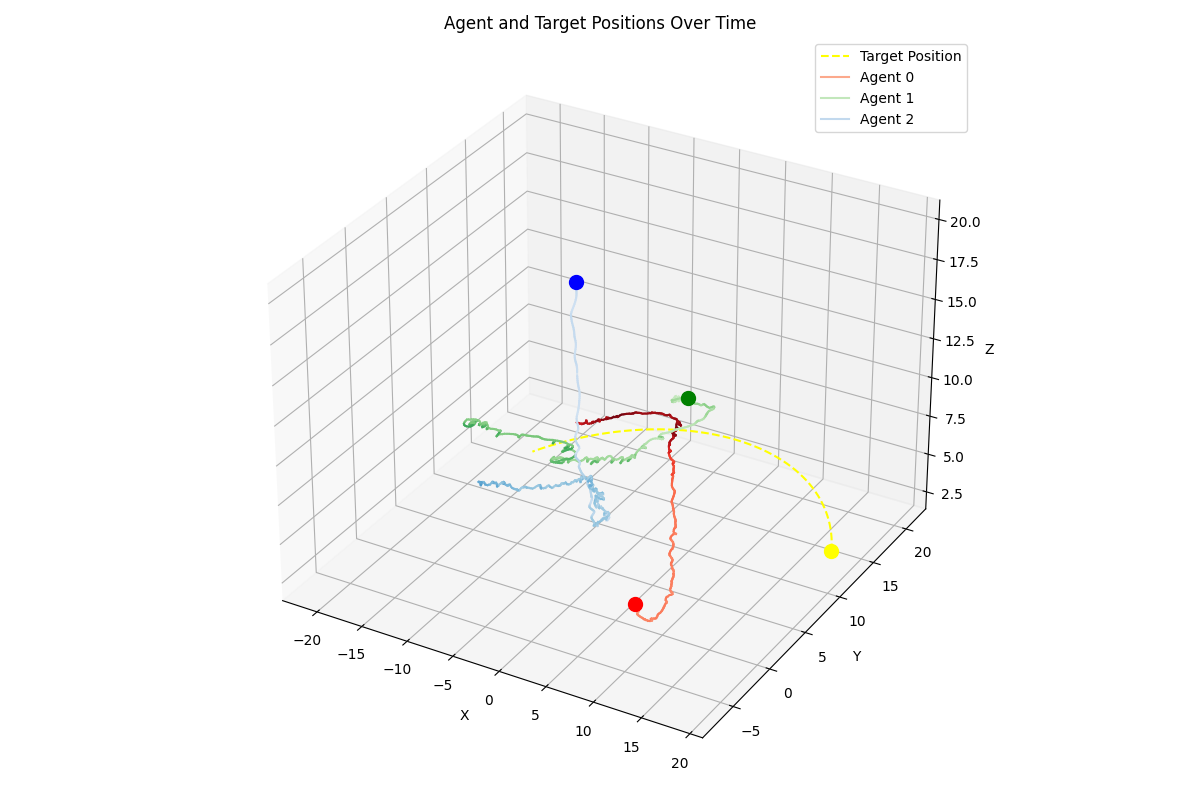 Agent and Target Positions Over Time
Target Position
Agent 0
Agent 1
Agent 2
20.0
17.5
15.0
12.5
10.0
7.5
5.0
2.5
Z
20
15
10
5
0
−5
Y
−20
−15
−10
−5
0
5
10
15
20
X